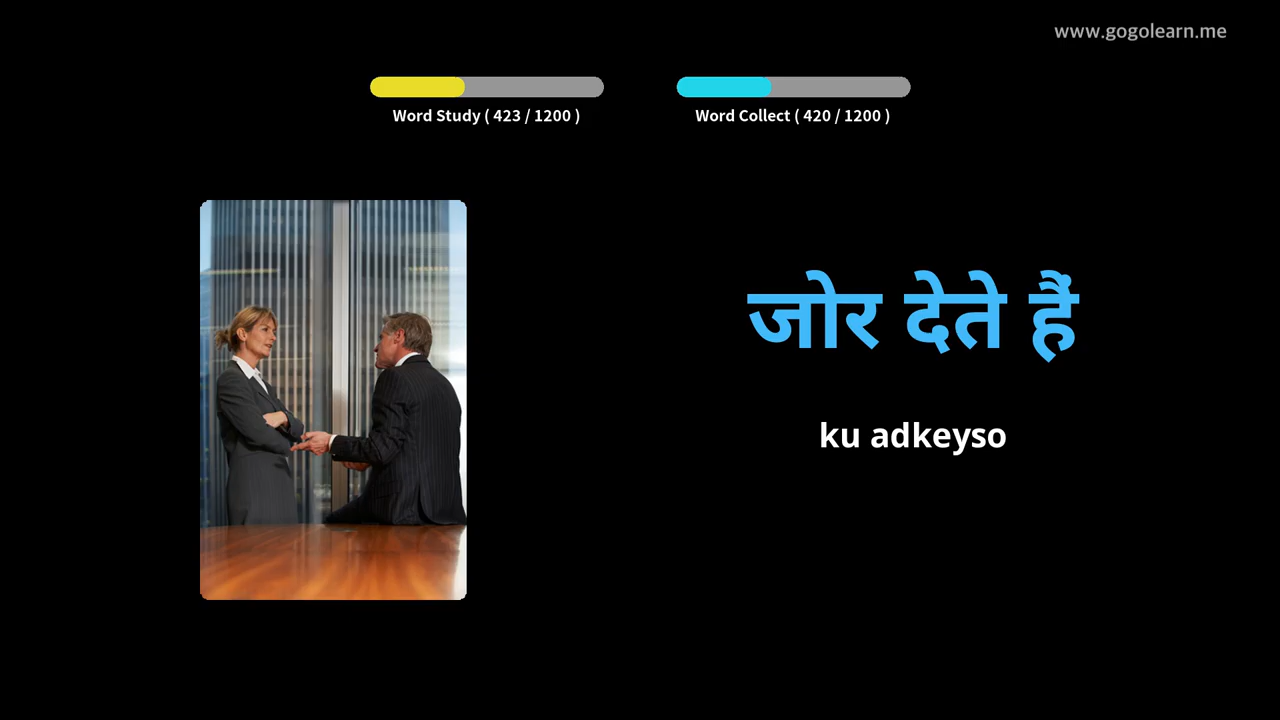 www.gogolearn.me
Word Study ( 423 / 1200 )
Word Collect ( 420 / 1200 )
जोर देते हैं
ku adkeyso